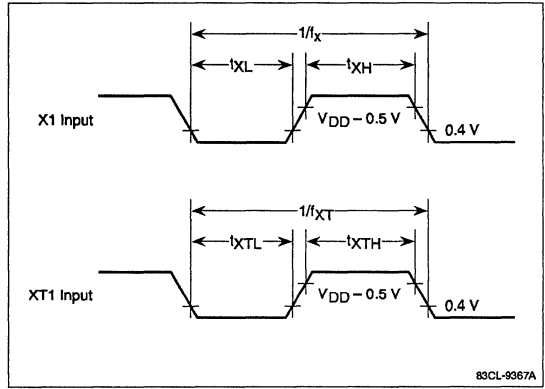 1/fX
tXL tXH
X1 Input
VDD – 0.5 V
0.4 V
1/fXT
tXTL tXTH
XT1 Input
VDD – 0.5 V
0.4 V
83CL-9367A